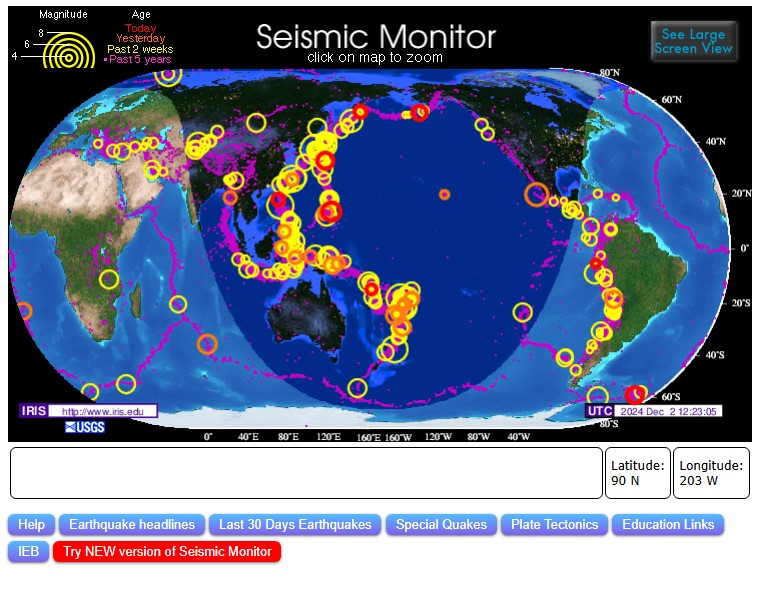 Magnitude
8
6
4
Age
Today
Yesterday
Past 2 weeks
Past 5 years
Seismic Monitor
click on map to zoom
See Large
Screen View
80°N
60°N
40°N
20°N
0°
20°S
40°S
60°S
80°S
IRIS http://www.iris.edu
USGS
UTC 2024 Dec 2 12:23:05
0° 40°E 80°E 120°E 160°E 160°W 120°W 80°W 40°W
Latitude:
90 N
Longitude:
203 W
Help Earthquake headlines Last 30 Days Earthquakes Special Quakes Plate Tectonics Education Links
IEB Try NEW version of Seismic Monitor